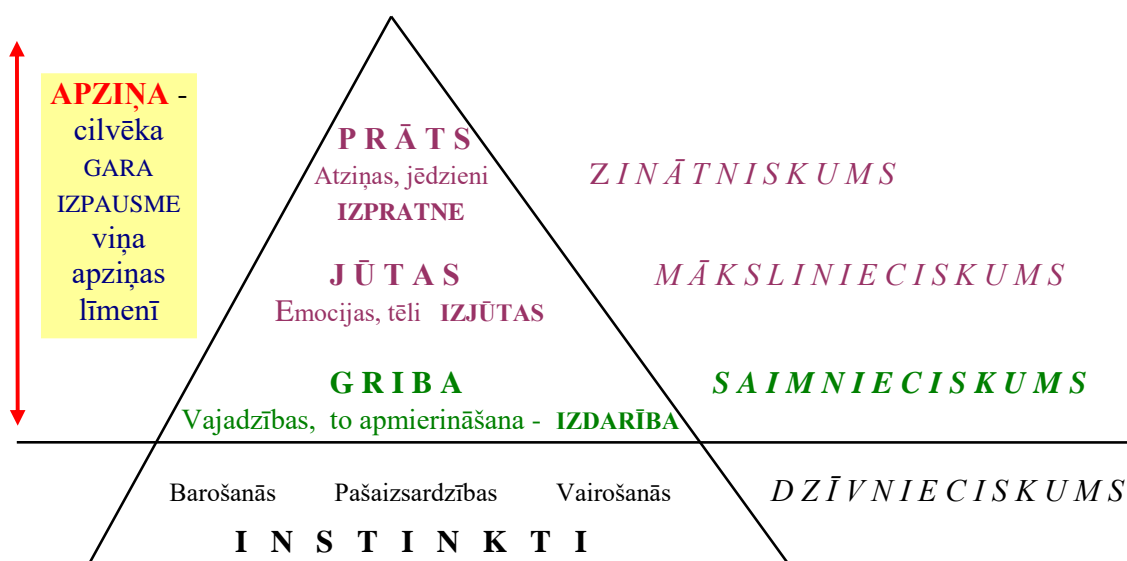 APZIŅA -
cilvēka
GARA
IZPAUSME
viņa
apziņas
līmenī
P R Ā T S
Atziņas, jēdzieni
IZPRATNE
Z I N Ā T N I S K U M S
J Ū T A S
Emocijas, tēli IZJŪTAS
M Ā K S L I N I E C I S K U M S
G R I B A
Vajadzības, to apmierināšana - IZDARĪBA
S A I M N I E C I S K U M S
Barošanās Pašaizsardzības Vairošanās
D Z Ī V N I E C I S K U M S
I N S T I N K T I